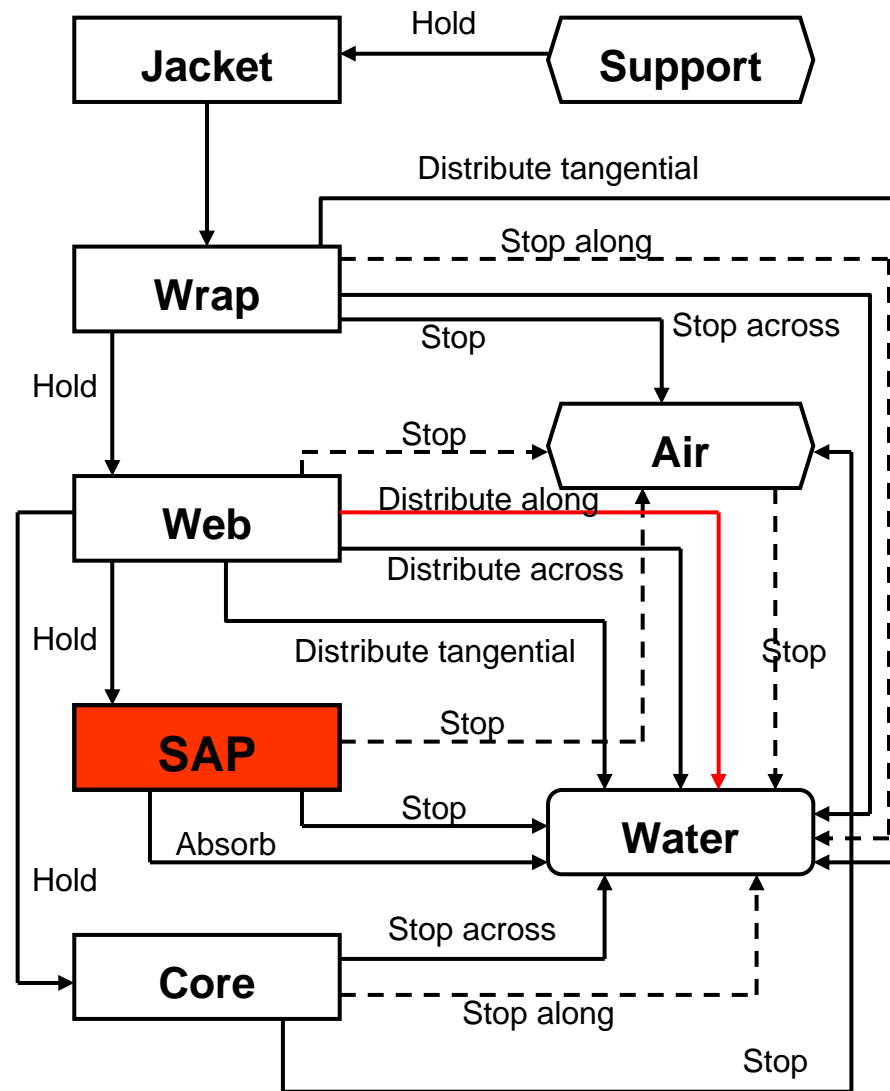 Hold
Jacket
Support
Distribute tangential
Stop along
Wrap
Stop across
Stop
Hold
Stop
Air
Distribute along
Web
Distribute across
Hold
Distribute tangential
Stop
SAP
Stop
Stop
Absorb
Water
Hold
Stop across
Core
Stop along
Stop